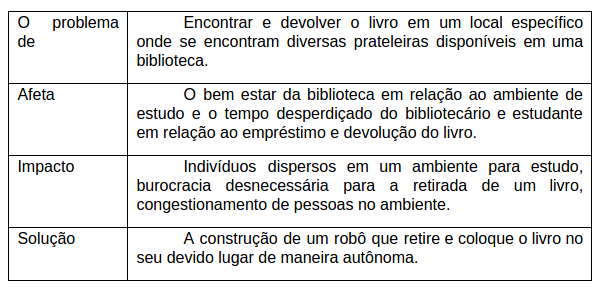 O problema de
Encontrar e devolver o livro em um local específico
onde se encontram diversas prateleiras disponíveis em uma
biblioteca.
Afeta
O bem estar da biblioteca em relação ao ambiente de
estudo e o tempo desperdiçado do bibliotecário e estudante
em relação ao empréstimo e devolução do livro.
Impacto
Indivíduos dispersos em um ambiente para estudo,
burocracia desnecessária para a retirada de um livro,
congestionamento de pessoas no ambiente.
Solução
A construção de um robô que retire e coloque o livro no
seu devido lugar de maneira autônoma.